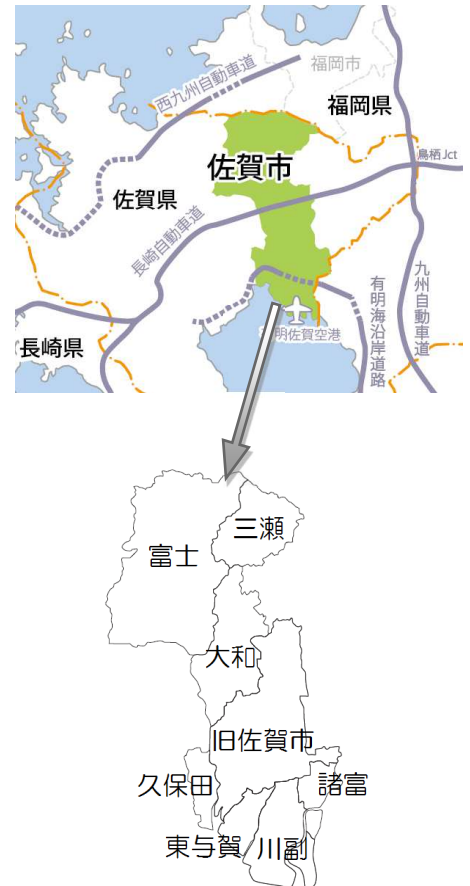 福岡市
西九州自動車道
福岡県
佐賀市
鳥栖Jct
佐賀県
長崎自動車道
九州自動車道
有明海沿岸道路
明佐賀空港
長崎県
三瀬
富士
大和
旧佐賀市
久保田
諸富
東与賀
川副